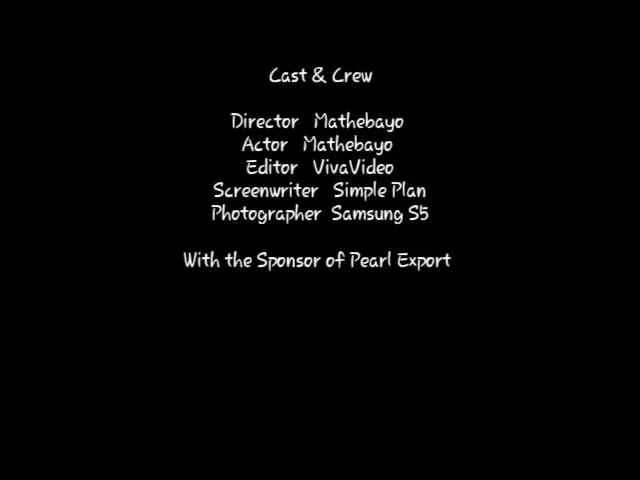 Cast & Crew
Director Mathebayo
Actor Mathebayo
Editor VivaVideo
Screenwriter Simple Plan
Photographer Samsung S5
With the Sponsor of Pearl Export